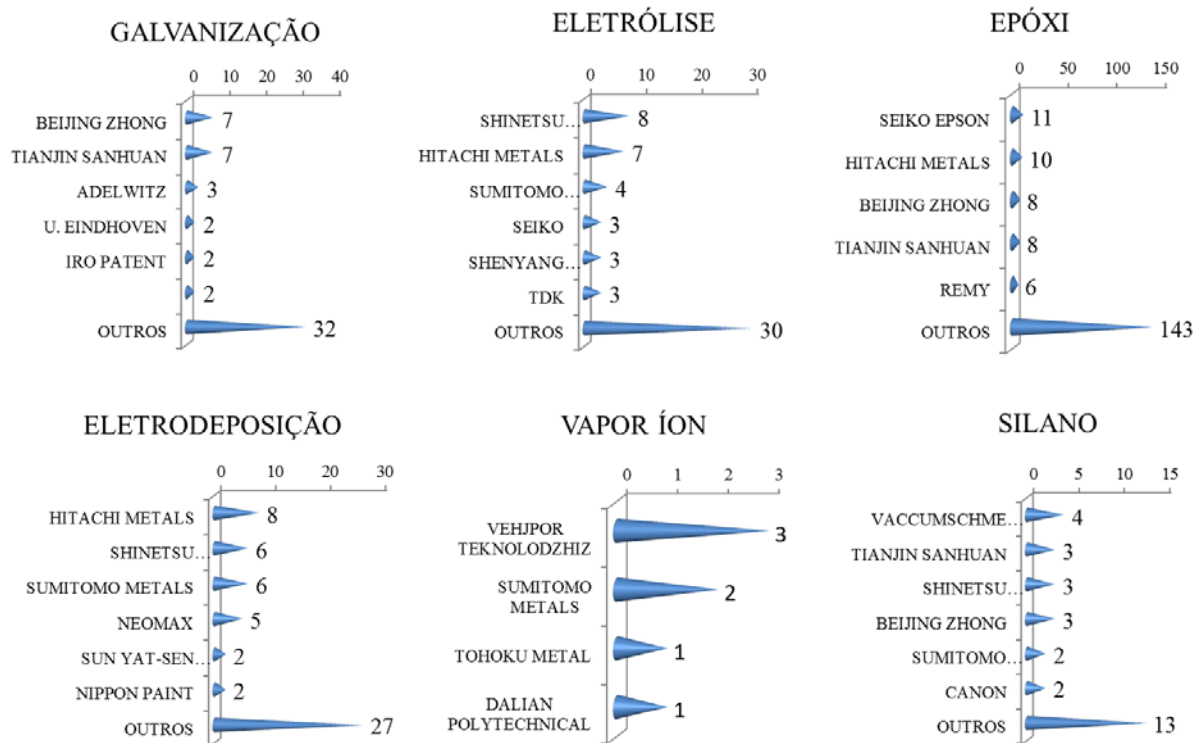 GALVANIZAÇÃO
0 10 20 30 40
BEIJING ZHONG 7
TIANJIN SANHUAN 7
ADELWITZ 3
U. EINDHOVEN 2
IRO PATENT 2
2
OUTROS 32
ELETRÓLISE
0 10 20 30
SHINETSU... 8
HITACHI METALS 7
SUMITOMO... 4
SEIKO 3
SHENYANG... 3
TDK 3
OUTROS 30
EPÓXI
0 50 100 150
SEIKO EPSON 11
HITACHI METALS 10
BEIJING ZHONG 8
TIANJIN SANHUAN 8
REMY 6
OUTROS 143
ELETRODEPOSIÇÃO
0 10 20 30
HITACHI METALS 8
SHINETSU... 6
SUMITOMO METALS 6
NEOMAX 5
SUN YAT-SEN... 2
NIPPON PAINT 2
OUTROS 27
VAPOR ÍON
0 1 2 3
VEHJPOR
TEKNOLODZHIZ 3
SUMITOMO
METALS 2
TOHOKU METAL 1
DALIAN
POLYTECHNICAL 1
SILANO
0 5 10 15
VACCUMSCHME... 4
TIANJIN SANHUAN 3
SHINETSU... 3
BEIJING ZHONG 3
SUMITOMO... 2
CANON 2
OUTROS 13